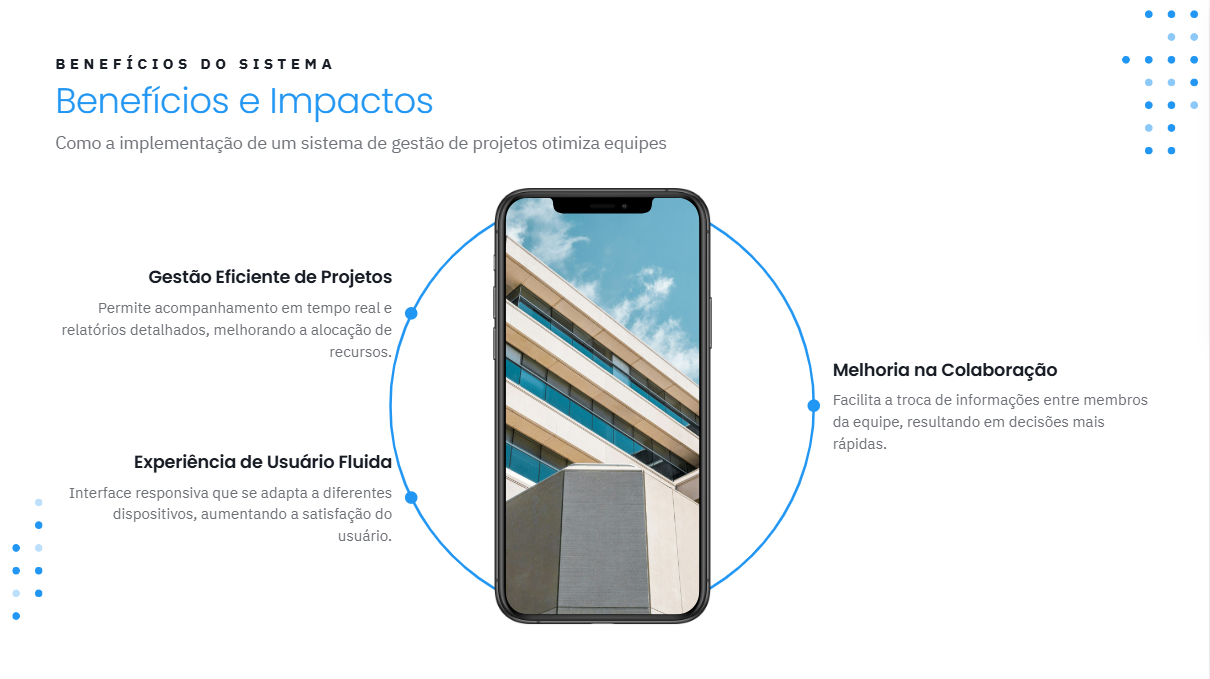 BENEFÍCIOS DO SISTEMA
Benefícios e Impactos
Como a implementação de um sistema de gestão de projetos otimiza equipes
Gestão Eficiente de Projetos
Permite acompanhamento em tempo real e
relatórios detalhados, melhorando a alocação de
recursos.
Experiência de Usuário Fluida
Interface responsiva que se adapta a diferentes
dispositivos, aumentando a satisfação do
usuário.
Melhoria na Colaboração
Facilita a troca de informações entre membros
da equipe, resultando em decisões mais
rápidas.